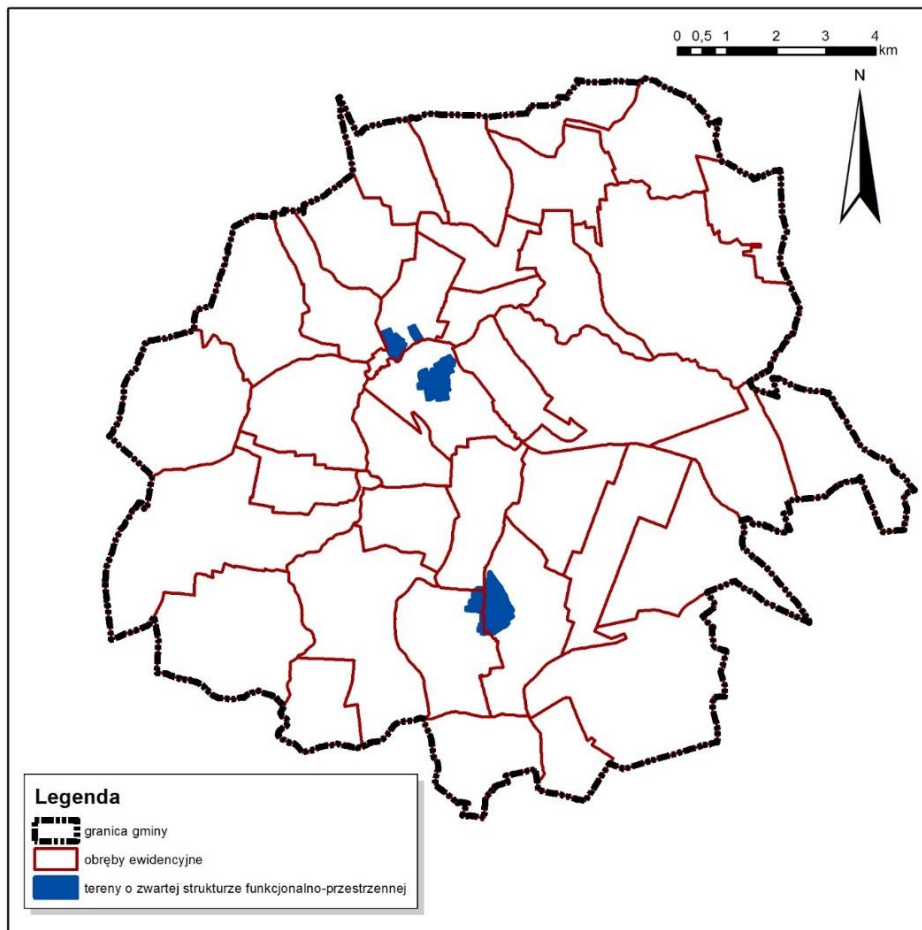 0 0,5 1 2 3 4
km
N
Legenda
granica gminy
obręby ewidencyjne
tereny o zwartej strukturze funkcjonalno-przestrzennej